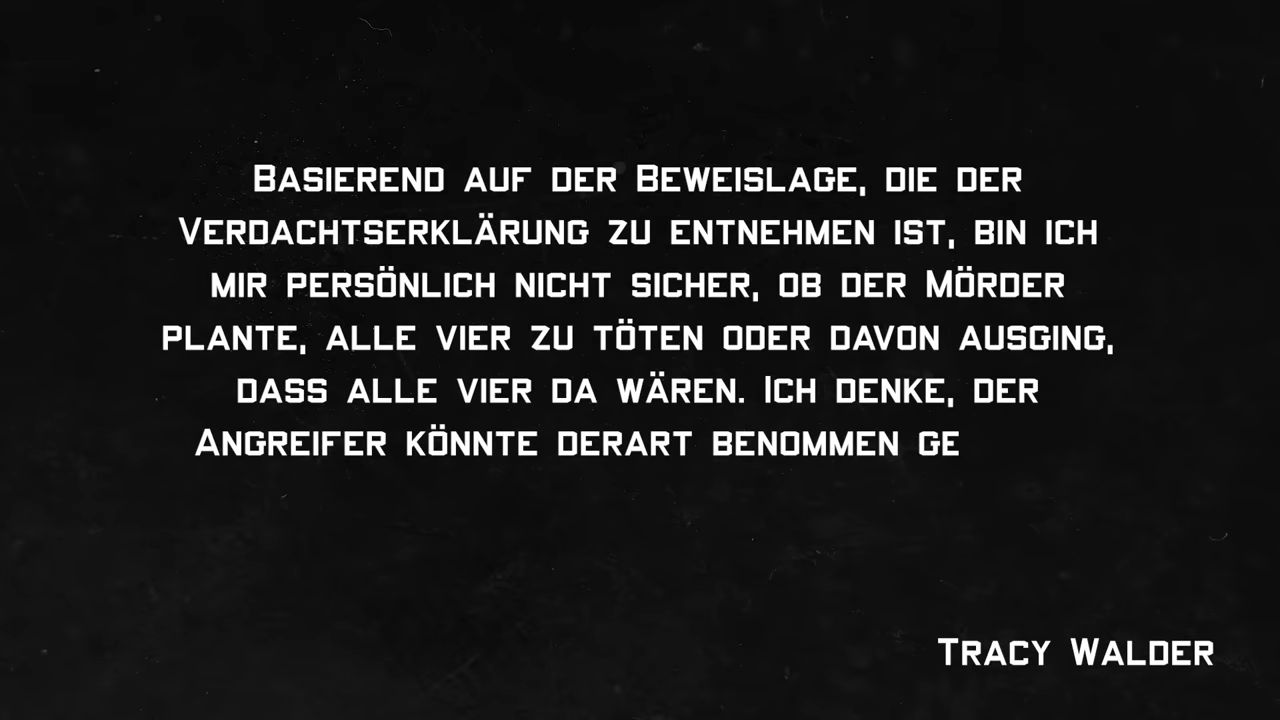 Basierend auf der Beweislage, die der
Verdachtserklärung zu entnehmen ist, bin ich
mir persönlich nicht sicher, ob der Mörder
plante, alle vier zu töten oder davon ausging,
dass alle vier da wären. Ich denke, der
Angreifer könnte derart benommen ge
Tracy Walder